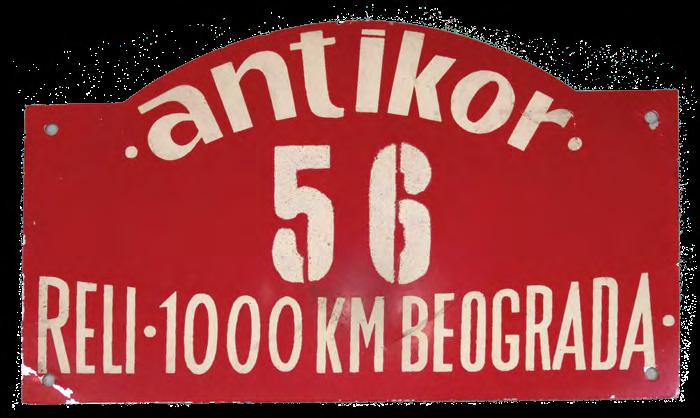 ·antikor·
56
RELI·1000 KM BEOGRADA·